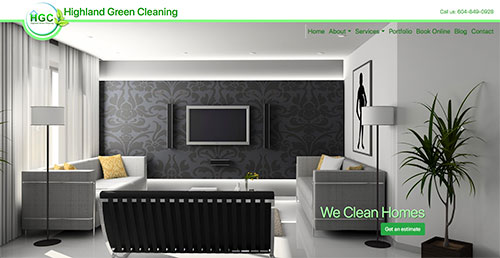 HGC
Highland Green Cleaning
Call us: 604-849-0928
Home About Services Portfolio Book Online Blog Contact
We Clean Homes
Get an estimate